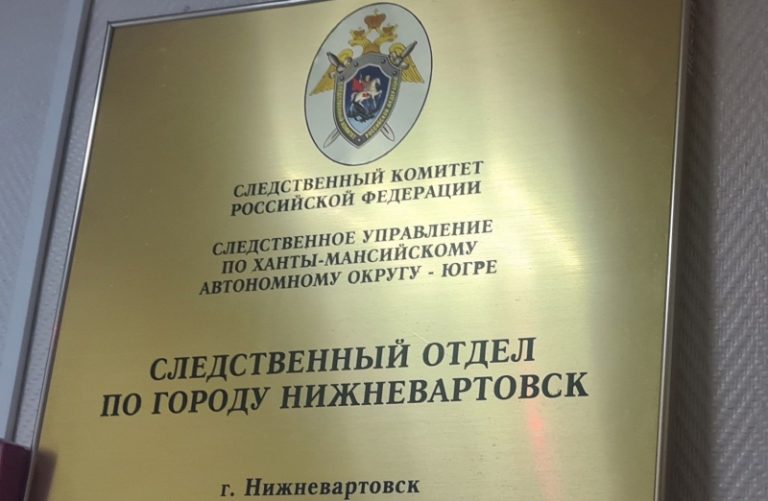 СЛЕДСТВЕННЫЙ КОМИТЕТ
РОССИЙСКОЙ ФЕДЕРАЦИИ
СЛЕДСТВЕННОЕ УПРАВЛЕНИЕ
ПО ХАНТЫ-МАНСИЙСКОМУ
АВТОНОМНОМУ ОКРУГУ - ЮГРЕ
СЛЕДСТВЕННЫЙ ОТДЕЛ
ПО ГОРОДУ НИЖНЕВАРТОВСК
г. Нижневартовск